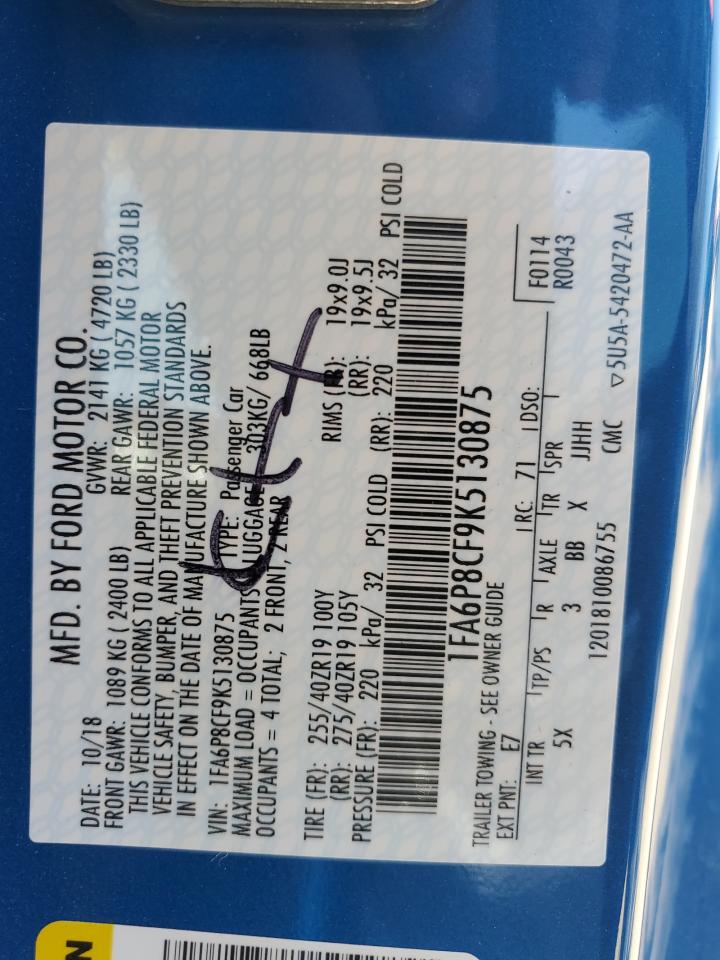 MFD. BY FORD MOTOR CO.
DATE: 10/18 GVWR: 2141 KG ( 4720 LB)
FRONT GAWR: 1089 KG ( 2400 LB) REAR GAWR: 1057 KG ( 2330 LB)
THIS VEHICLE CONFORMS TO ALL APPLICABLE FEDERAL MOTOR
VEHICLE SAFETY, BUMPER, AND THEFT PREVENTION STANDARDS
IN EFFECT ON THE DATE OF MANUFACTURE SHOWN ABOVE.
VIN: 1FA6P8CF9K5130875 TYPE: Passenger Car
MAXIMUM LOAD = OCCUPANTS LUGGAGE 303KG/ 668LB
OCCUPANTS = 4 TOTAL; 2 FRONT, 2 REAR
TIRE (FR): 255/40ZR19 100Y RIMS (FR): 19x9.0J
(RR): 275/40ZR19 105Y (RR): 19x9.5J
PRESSURE (FR): 220 kPa/ 32 PSI COLD (RR): 220 kPa/ 32 PSI COLD
1FA6P8CF9K5130875
TRAILER TOWING - SEE OWNER GUIDE
EXT PNT: E7 RC: 71 DSO: F0114
R0043
INT TR TP/PS R AXLE TR SPR
5X 3 BB X JJHH
1201810086755 CMC ▽5U5A-5420472-AA
N